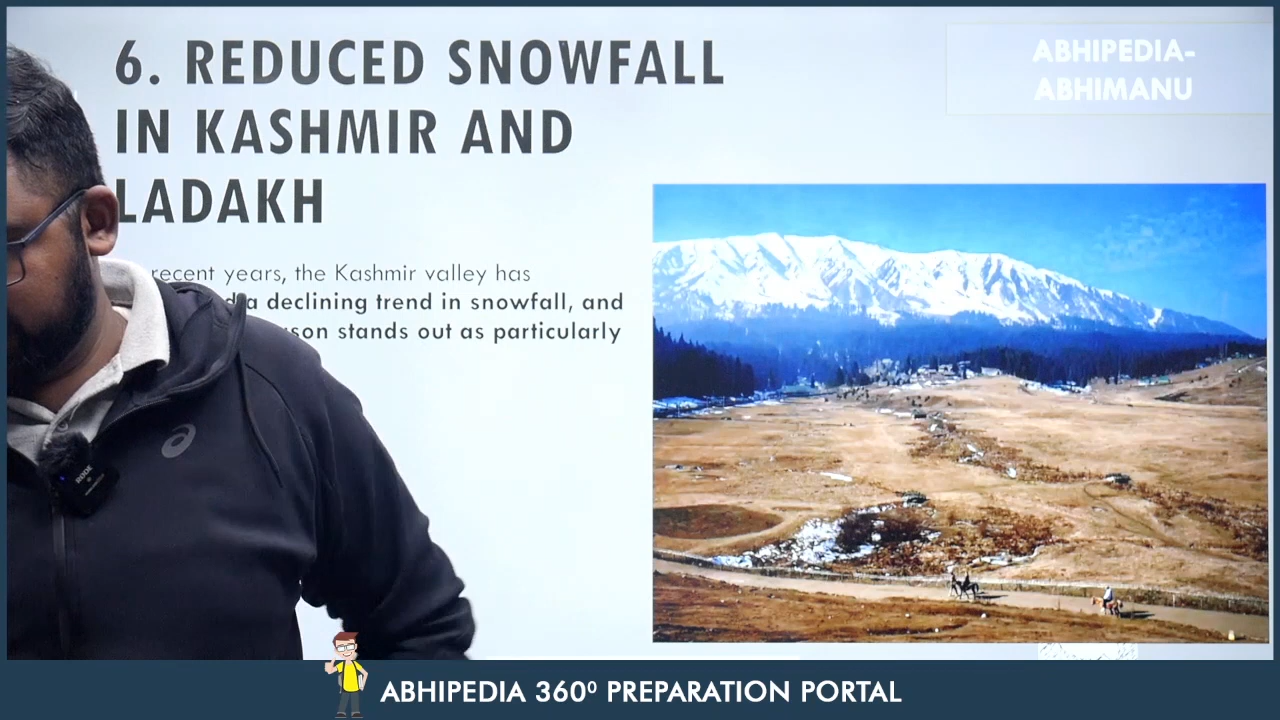 6. REDUCED SNOWFALL
IN KASHMIR AND
LADAKH
ABHIPEDIA-
ABHIMANU
recent years, the Kashmir valley has
a declining trend in snowfall, and
stands out as particularly
RODE
ABHIPEDIA 360⁰ PREPARATION PORTAL